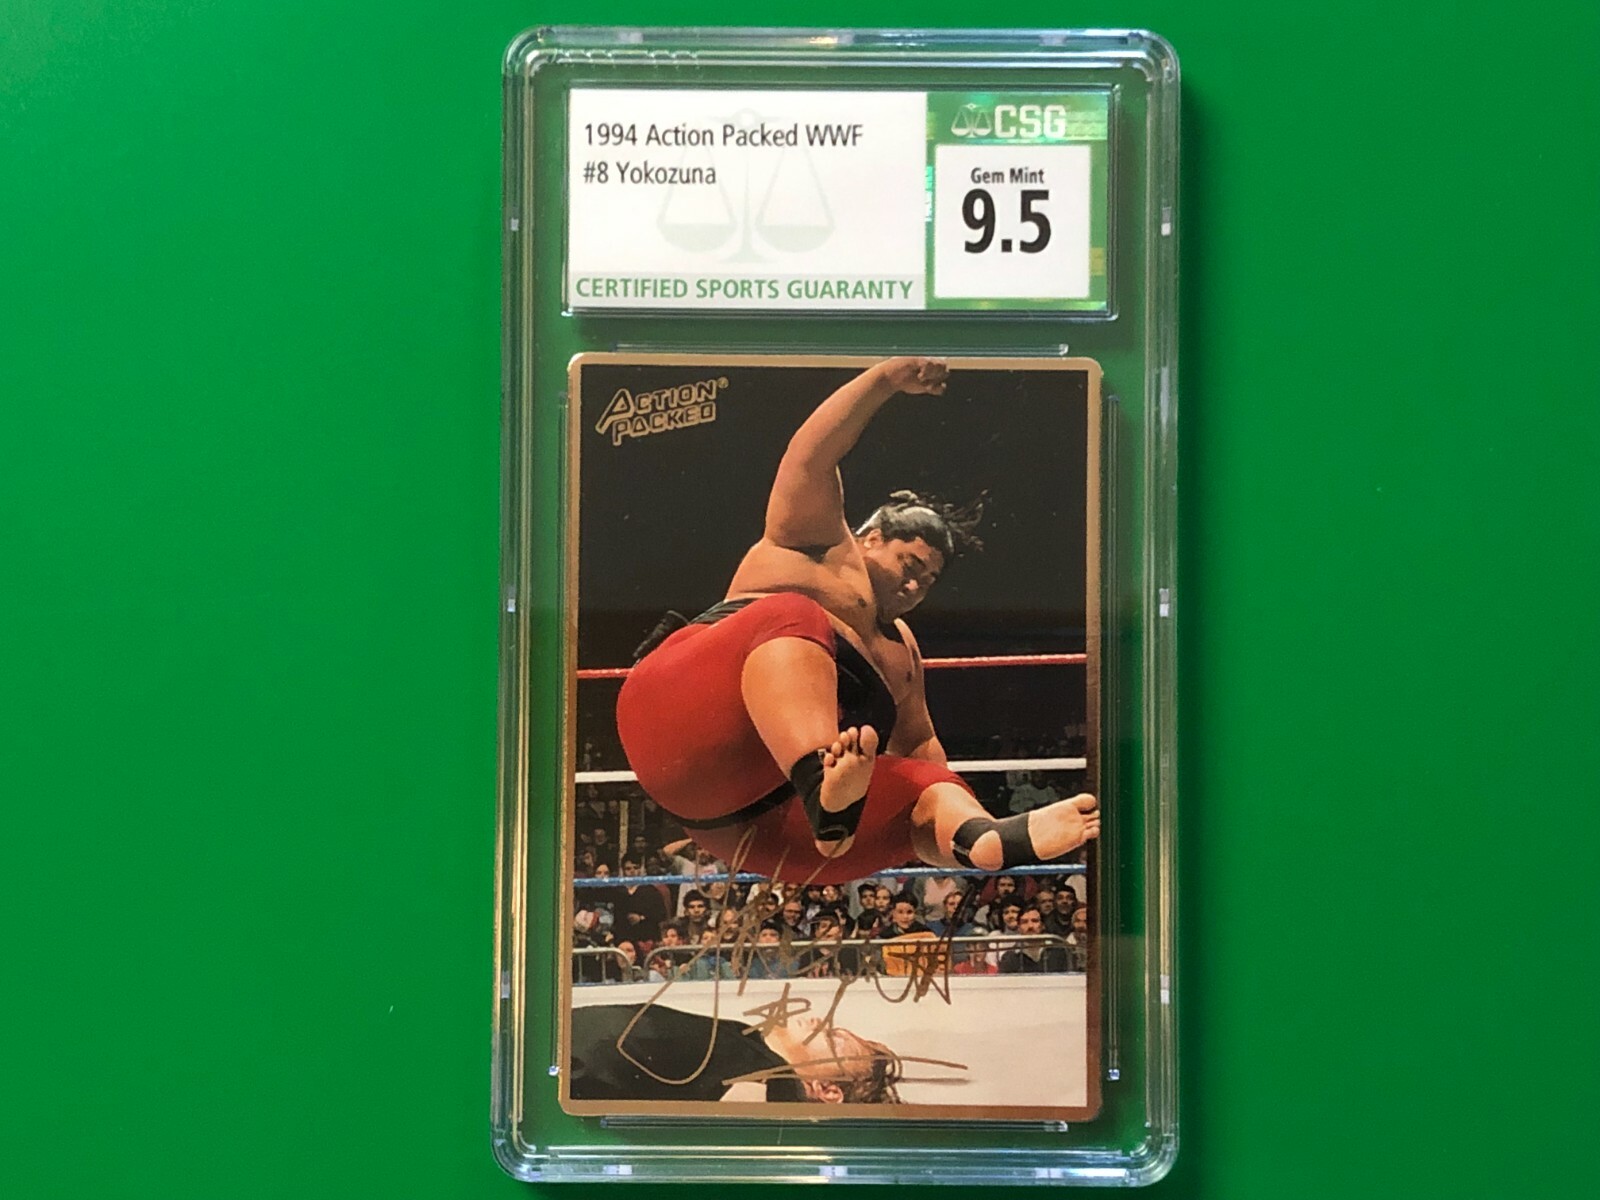 1994 Action Packed WWF
#8 Yokozuna
CERTIFIED SPORTS GUARANTY
CSG
Gem Mint
9.5
ACTION
PACKED®